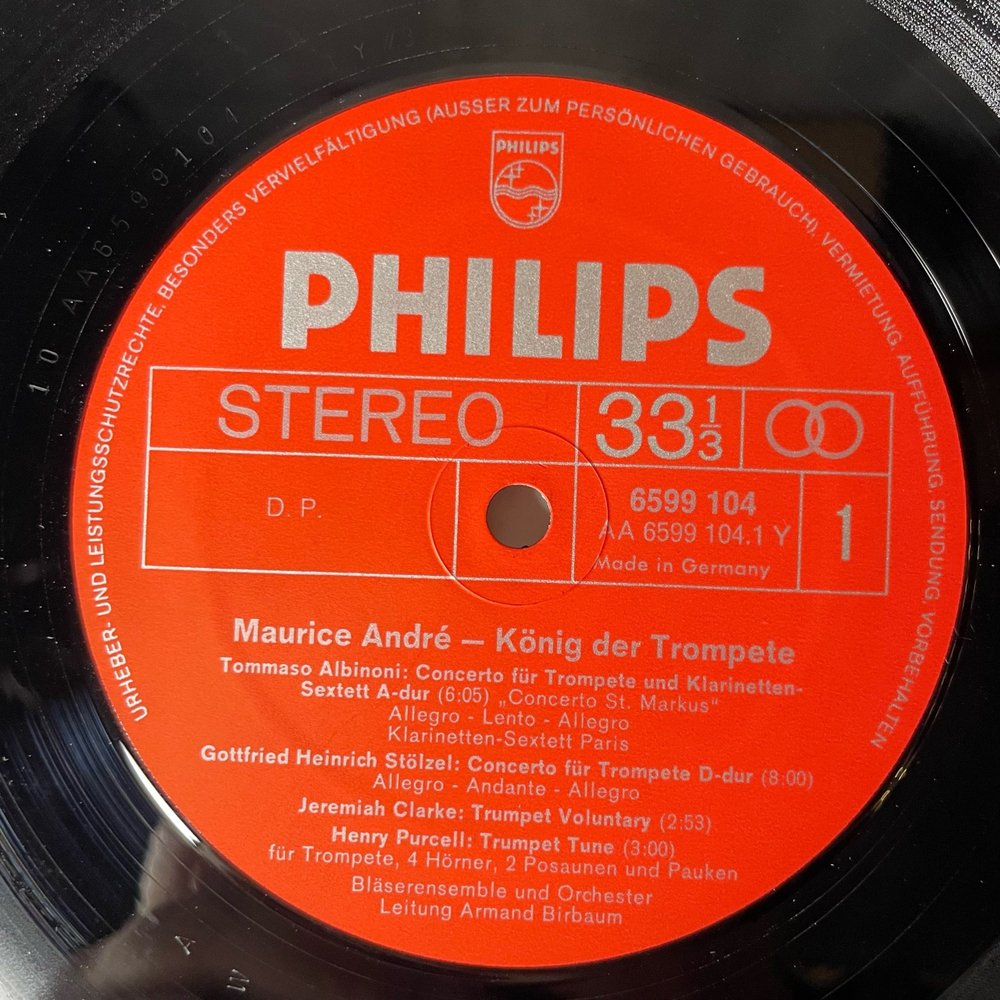 URHEBER- UND LEISTUNGSSCHUTZRECHTE, BESONDERS VERVIELFÄLTIGUNG (AUSSER ZUM PERSÖNLICHEN GEBRAUCH), VERMIETUNG, AUFFÜHRUNG, SENDUNG, VORBEHALTEN
PHILIPS
PHILIPS
STEREO
33 1/3
D. P.
6599 104
AA 6599 104.1 Y
Made in Germany
1
Maurice André — König der Trompete
Tommaso Albinoni: Concerto für Trompete und Klarinetten-
Sextett A-dur (6:05) „Concerto St. Markus"
Allegro - Lento - Allegro
Klarinetten-Sextett Paris
Gottfried Heinrich Stölzel: Concerto für Trompete D-dur (8:00)
Allegro - Andante - Allegro
Jeremiah Clarke: Trumpet Voluntary (2:53)
Henry Purcell: Trumpet Tune (3:00)
für Trompete, 4 Hörner, 2 Posaunen und Pauken
Bläserensemble und Orchester
Leitung Armand Birbaum